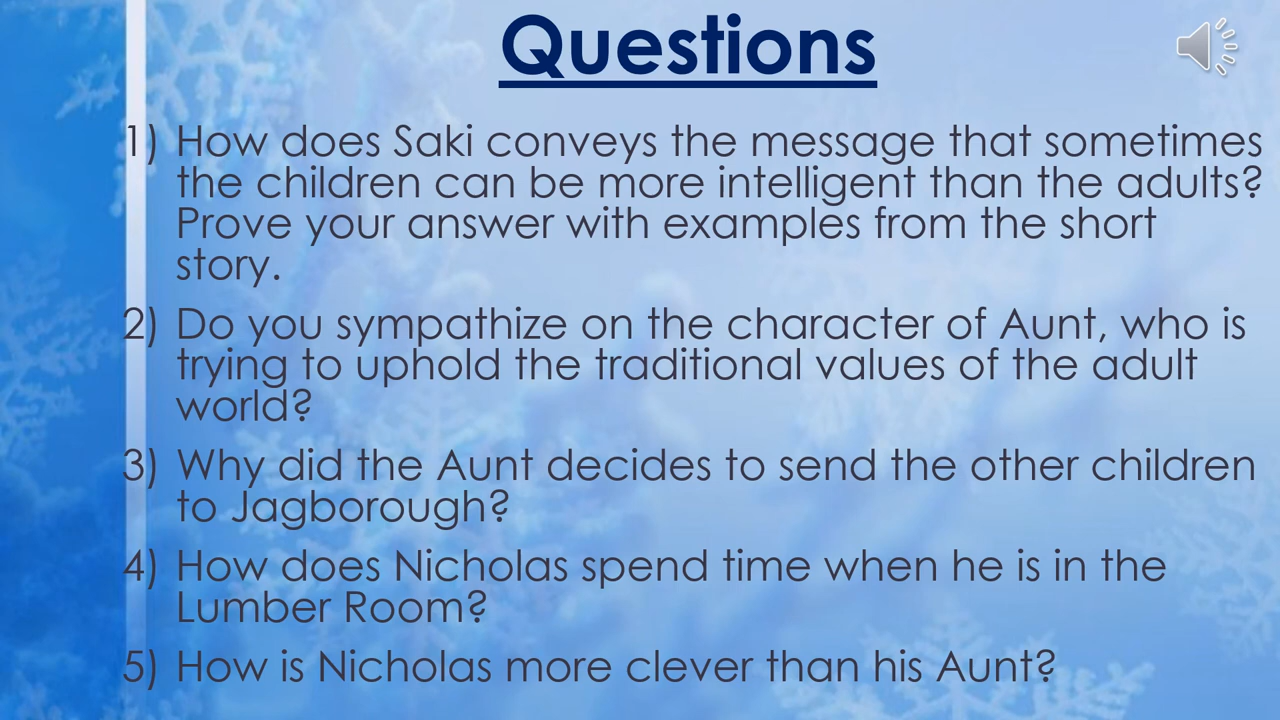 Questions
1) How does Saki conveys the message that sometimes
the children can be more intelligent than the adults?
Prove your answer with examples from the short
story.
2) Do you sympathize on the character of Aunt, who is
trying to uphold the traditional values of the adult
world?
3) Why did the Aunt decides to send the other children
to Jagborough?
4) How does Nicholas spend time when he is in the
Lumber Room?
5) How is Nicholas more clever than his Aunt?